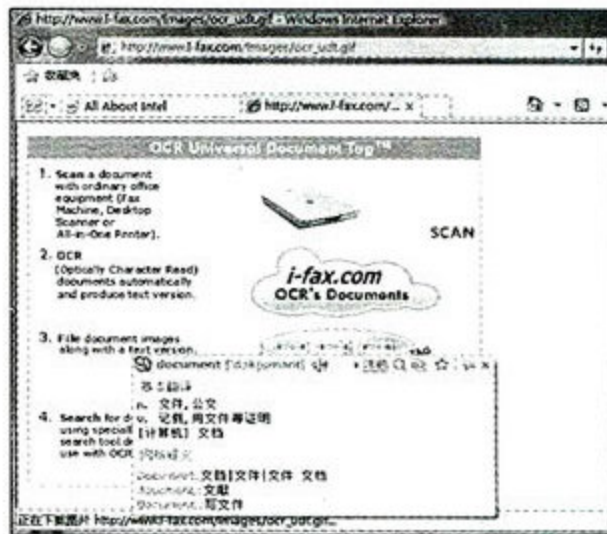 http://www.i-fax.com/images/ocr_udt.gif - Windows Internet Explorer
http://www.i-fax.com/images/ocr_udt.gif
收藏夹
All About Intel
http://www.i-fax.com/... x
OCR Universal Document Tap™
1. Scan a document
with ordinary office
equipment (Fax
Machine, Desktop
Scanner or
All-in-One Printer).
SCAN
2. OCR
(Optically Character Read)
documents automatically
and produce text version.
i-fax.com
OCR's Documents
3. File document images
along with a text version.
document
基本翻译
n. 文件,公文
v. 记载,用文件等证明
[计算机] 文档
网络释义
Document:文档|文件|文件 文档
document:文献
Document:写文件
4. Search for
using special
search tool
use with OCR
正在下载图片 http://www.i-fax.com/images/ocr_udt.gif...